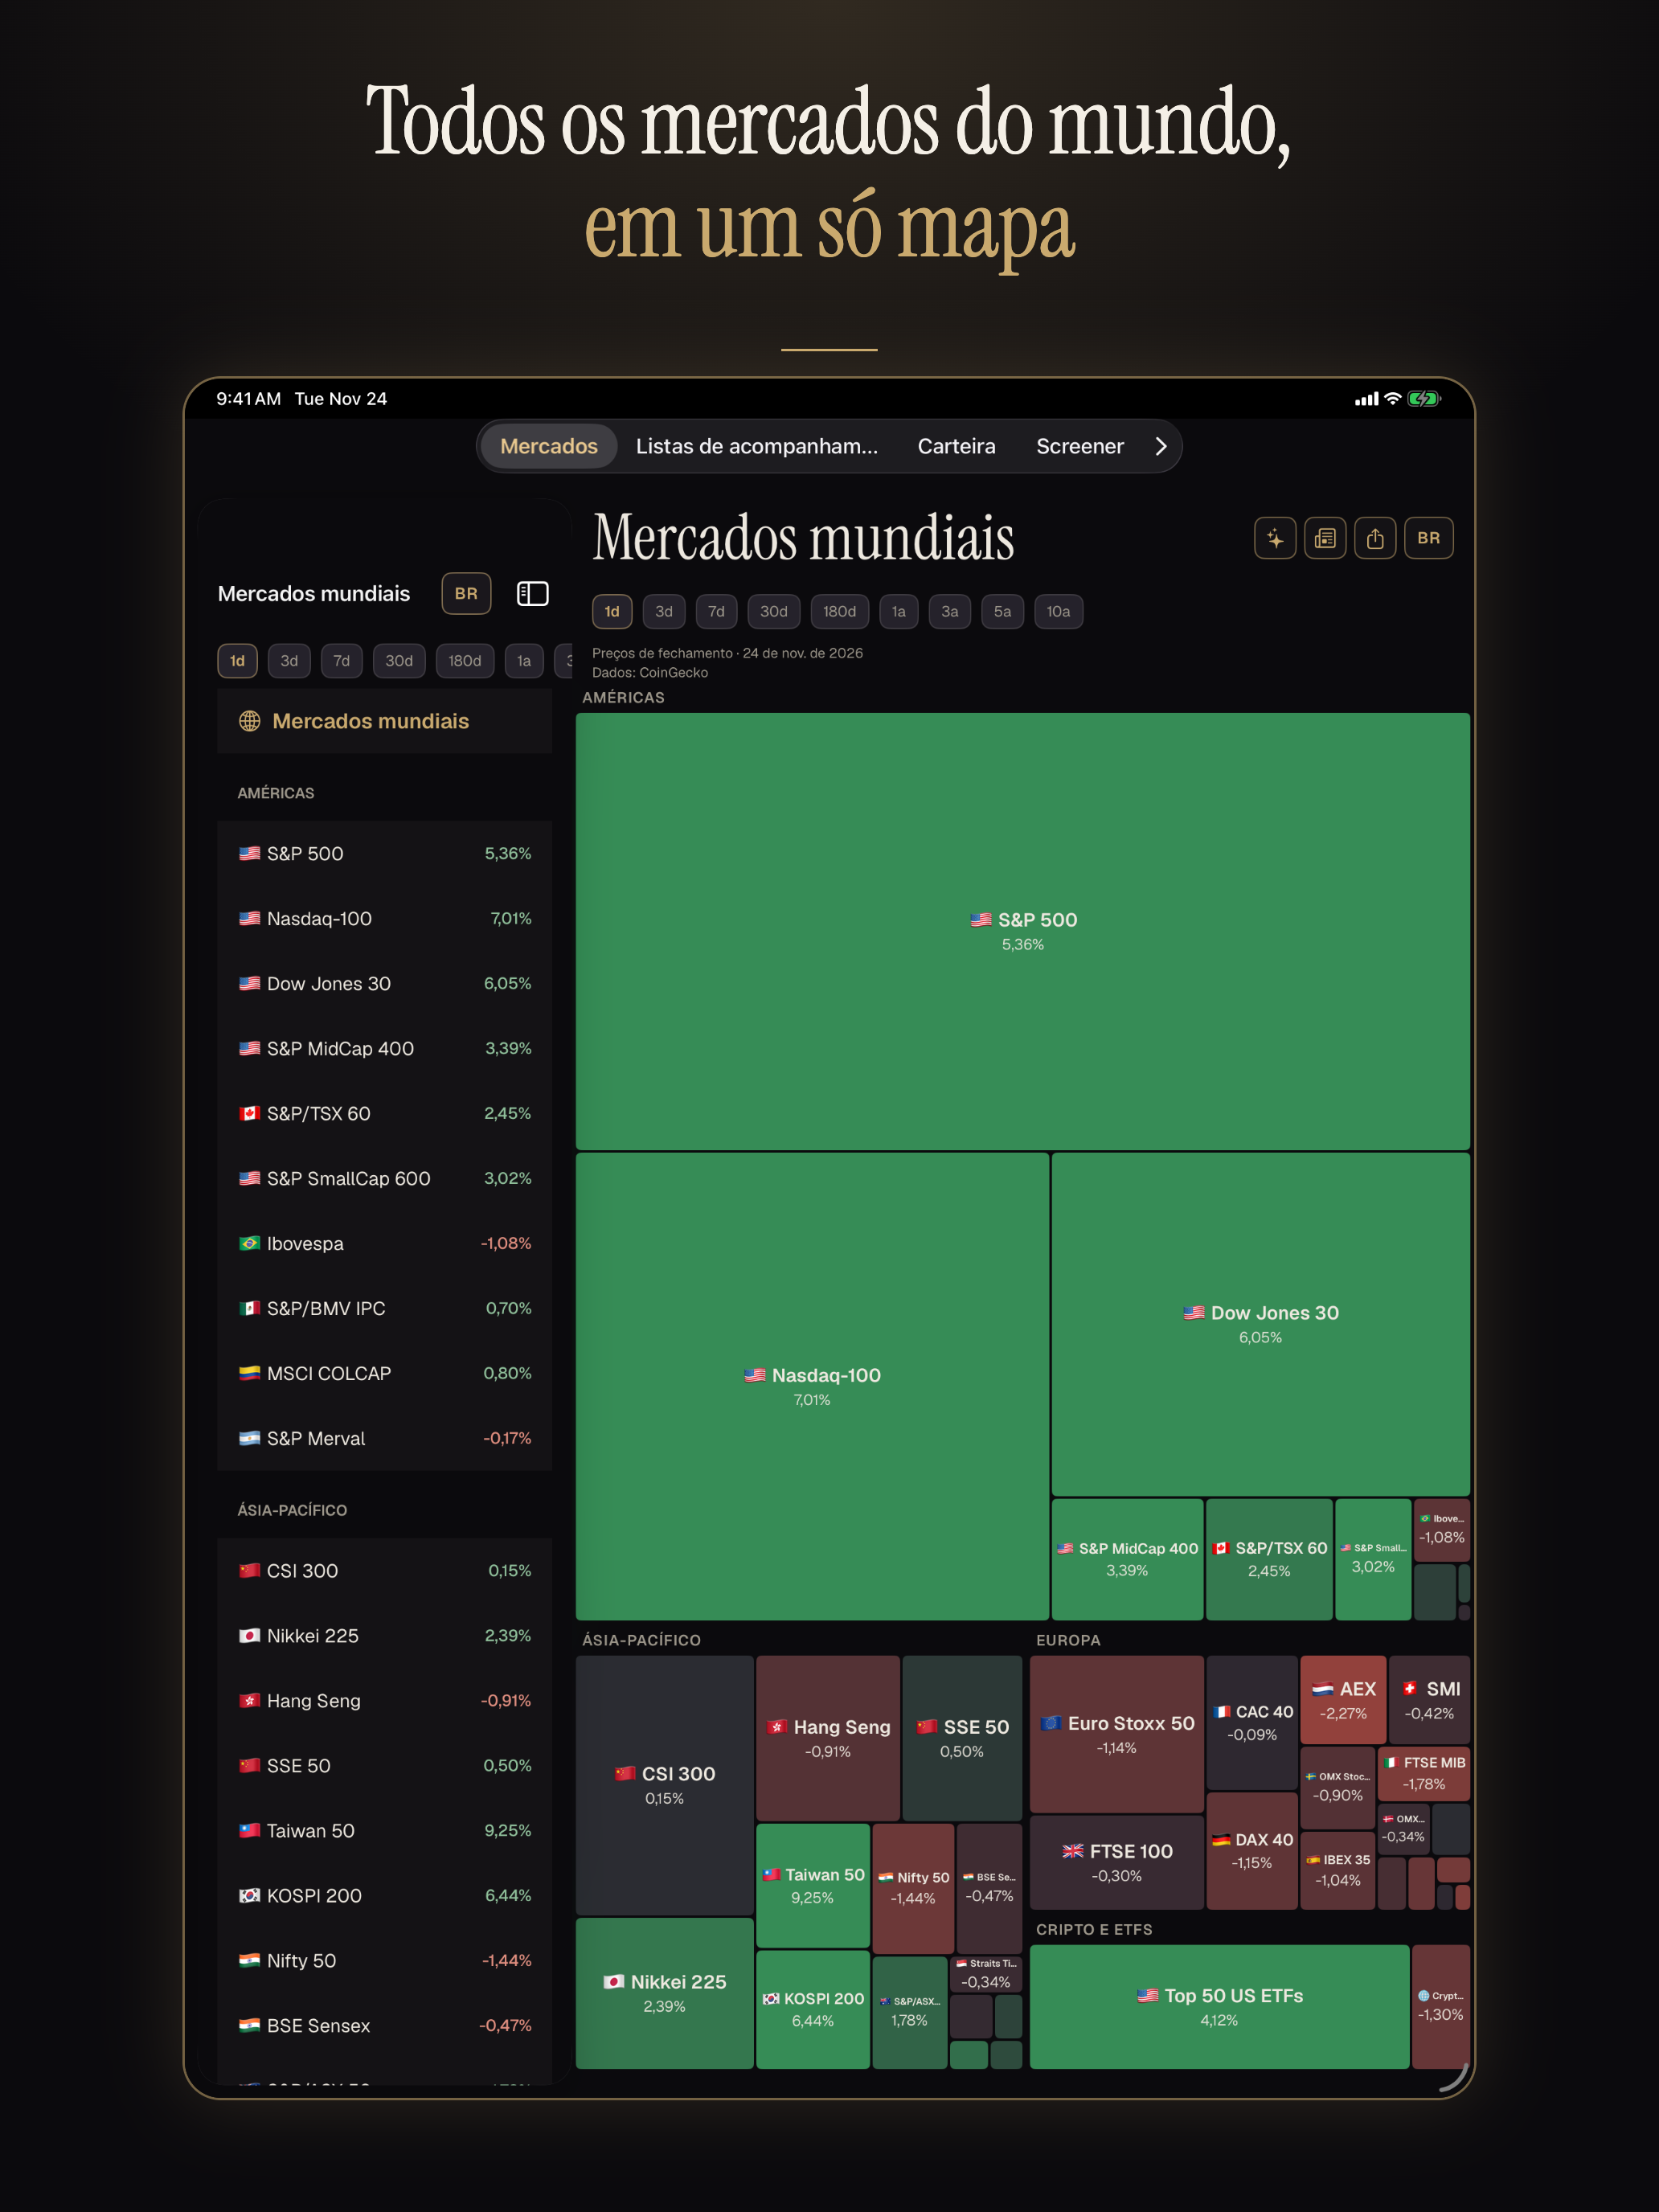 Todos os mercados do mundo,
em um só mapa
9:41 AM Tue Nov 24
Mercados
Listas de acompanham...
Carteira
Screener
Mercados mundiais
BR
1d
3d
7d
30d
180d
1a
Mercados mundiais
AMÉRICAS
S&P 500 5,36%
Nasdaq-100 7,01%
Dow Jones 30 6,05%
S&P MidCap 400 3,39%
S&P/TSX 60 2,45%
S&P SmallCap 600 3,02%
Ibovespa -1,08%
S&P/BMV IPC 0,70%
MSCI COLCAP 0,80%
S&P Merval -0,17%
ÁSIA-PACÍFICO
CSI 300 0,15%
Nikkei 225 2,39%
Hang Seng -0,91%
SSE 50 0,50%
Taiwan 50 9,25%
KOSPI 200 6,44%
Nifty 50 -1,44%
BSE Sensex -0,47%
Mercados mundiais
BR
1d
3d
7d
30d
180d
1a
3a
5a
10a
Preços de fechamento · 24 de nov. de 2026
Dados: CoinGecko
AMÉRICAS
S&P 500
5,36%
Nasdaq-100
7,01%
Dow Jones 30
6,05%
S&P MidCap 400
3,39%
S&P/TSX 60
2,45%
S&P Small...
3,02%
Ibove...
-1,08%
ÁSIA-PACÍFICO
CSI 300
0,15%
Hang Seng
-0,91%
SSE 50
0,50%
Nikkei 225
2,39%
Taiwan 50
9,25%
Nifty 50
-1,44%
BSE Se...
-0,47%
KOSPI 200
6,44%
S&P/ASX...
1,78%
Straits Ti...
-0,34%
EUROPA
Euro Stoxx 50
-1,14%
FTSE 100
-0,30%
CAC 40
-0,09%
DAX 40
-1,15%
AEX
-2,27%
SMI
-0,42%
OMX Stoc...
-0,90%
FTSE MIB
-1,78%
OMX...
-0,34%
IBEX 35
-1,04%
CRIPTO E ETFS
Top 50 US ETFs
4,12%
Crypt...
-1,30%